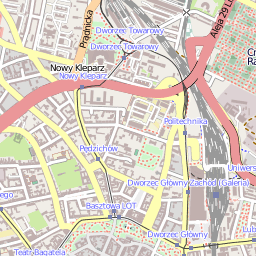 Prądnicka
Aleja 29 L
Dworzec Towarowy
Dworzec Towarowy
Nowy Kleparz
Nowy Kleparz
Politechnika
Pędzichów
Uniwers
Dworzec Główny Zachód (Galeria)
Basztowa LOT
Dworzec Główny
Teatr Bagatela